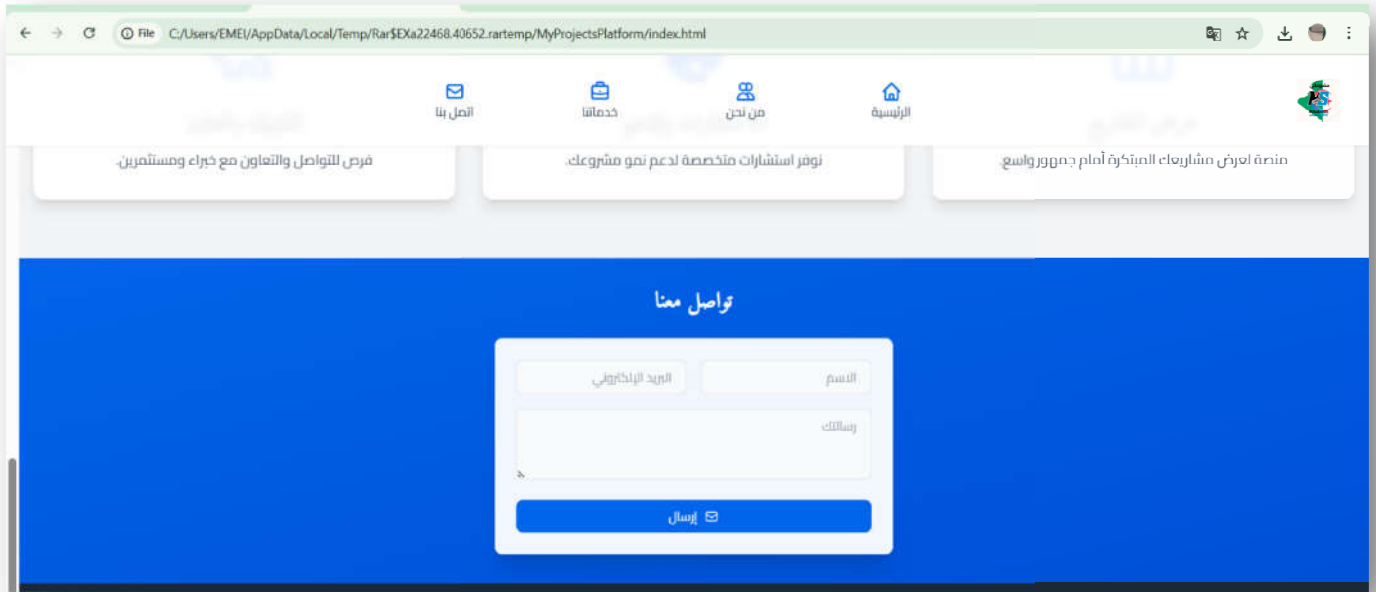 File C:/Users/EMEI/AppData/Local/Temp/Rar$EXa22468.40652.rartemp/MyProjectsPlatform/index.html
الرئيسية من نحن خدماتنا اتصل بنا
منصة لعرض مشاريعك المبتكرة أمام جمهور واسع.
نوفر استشارات متخصصة لدعم نمو مشروعك.
فرص للتواصل والتعاون مع خبراء ومستثمرين.
تواصل معنا
الاسم البريد الإلكتروني
رسالتك
إرسال